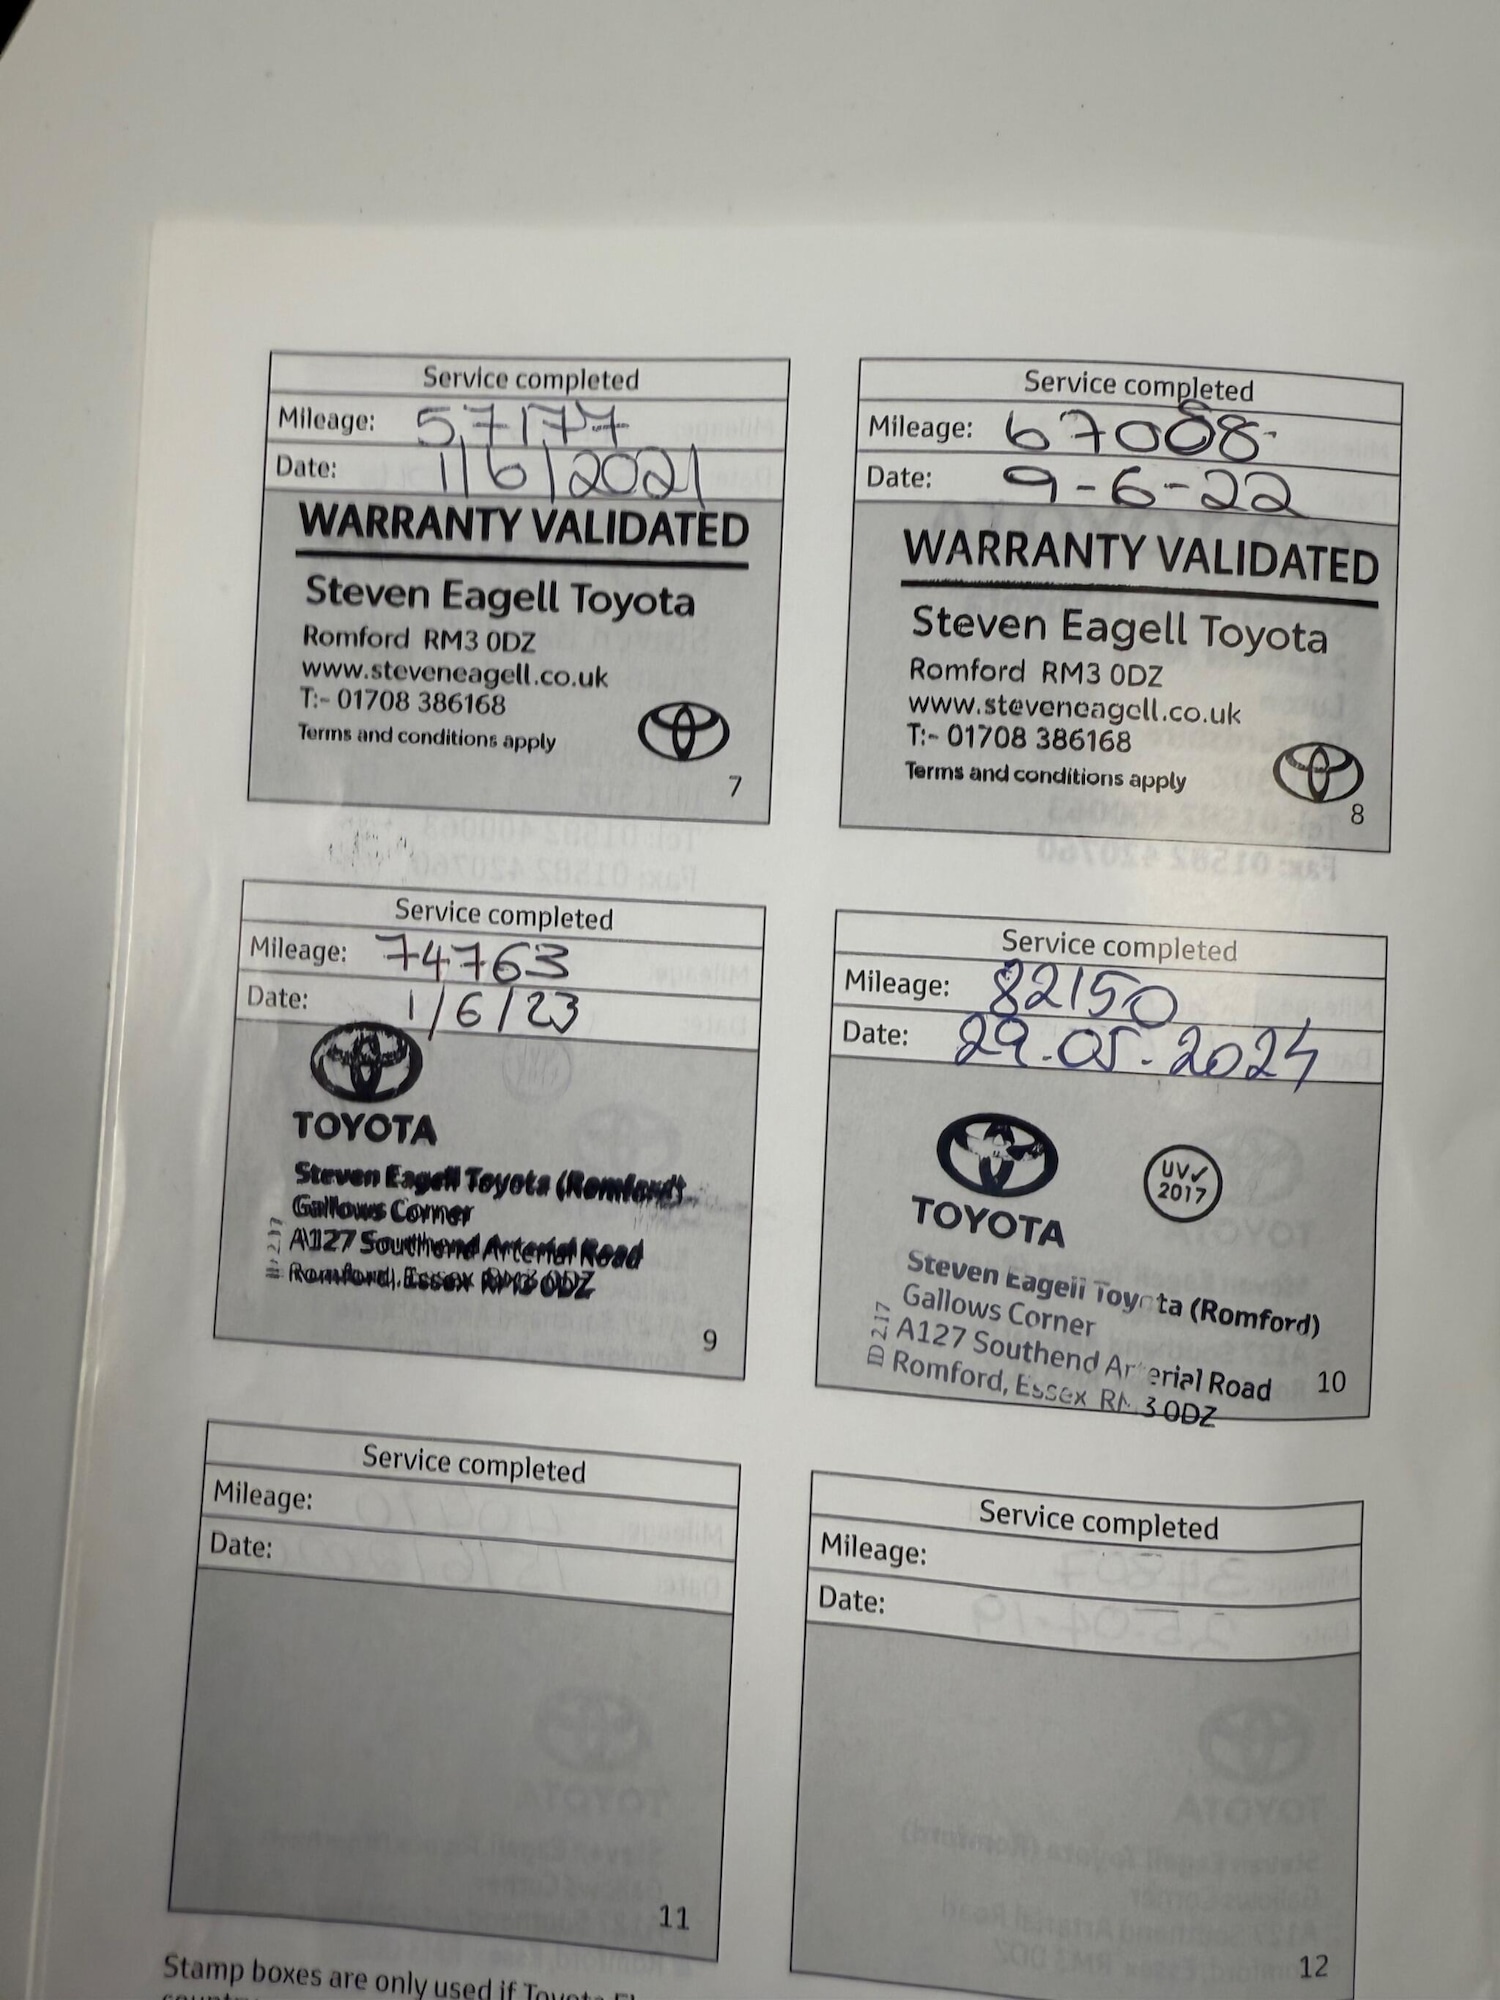 Service completed
Mileage: 57177
Date: 1/6/2021
WARRANTY VALIDATED
Steven Eagell Toyota
Romford RM3 0DZ
www.steveneagell.co.uk
T:- 01708 386168
Terms and conditions apply
7
Service completed
Mileage: 67088
Date: 9-6-22
WARRANTY VALIDATED
Steven Eagell Toyota
Romford RM3 0DZ
www.steveneagell.co.uk
T:- 01708 386168
Terms and conditions apply
8
Service completed
Mileage: 74763
Date: 1/6/23
TOYOTA
Steven Eagell Toyota (Romford)
Gallows Corner
A127 Southend Arterial Road
Romford, Essex RM3 0DZ
9
Service completed
Mileage: 82150
Date: 29.05.2024
TOYOTA
UV✓
2017
Steven Eagell Toyota (Romford)
Gallows Corner
A127 Southend Arterial Road
Romford, Essex RM3 0DZ
10
Service completed
Mileage:
Date:
11
Service completed
Mileage:
Date:
12
Stamp boxes are only used if Toyota